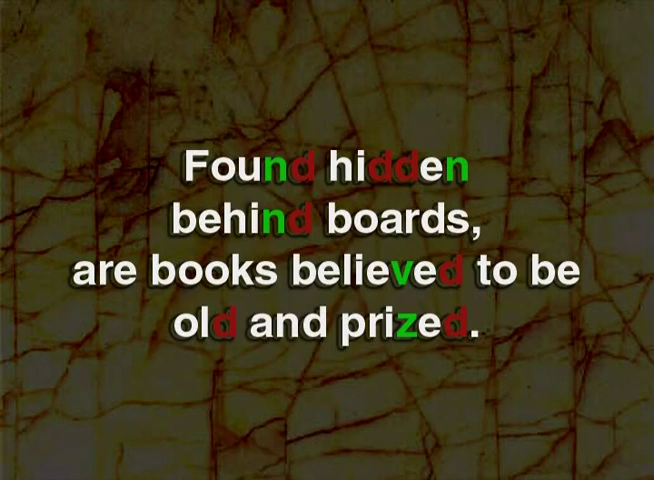 Found hidden
behind boards,
are books believed to be
old and prized.